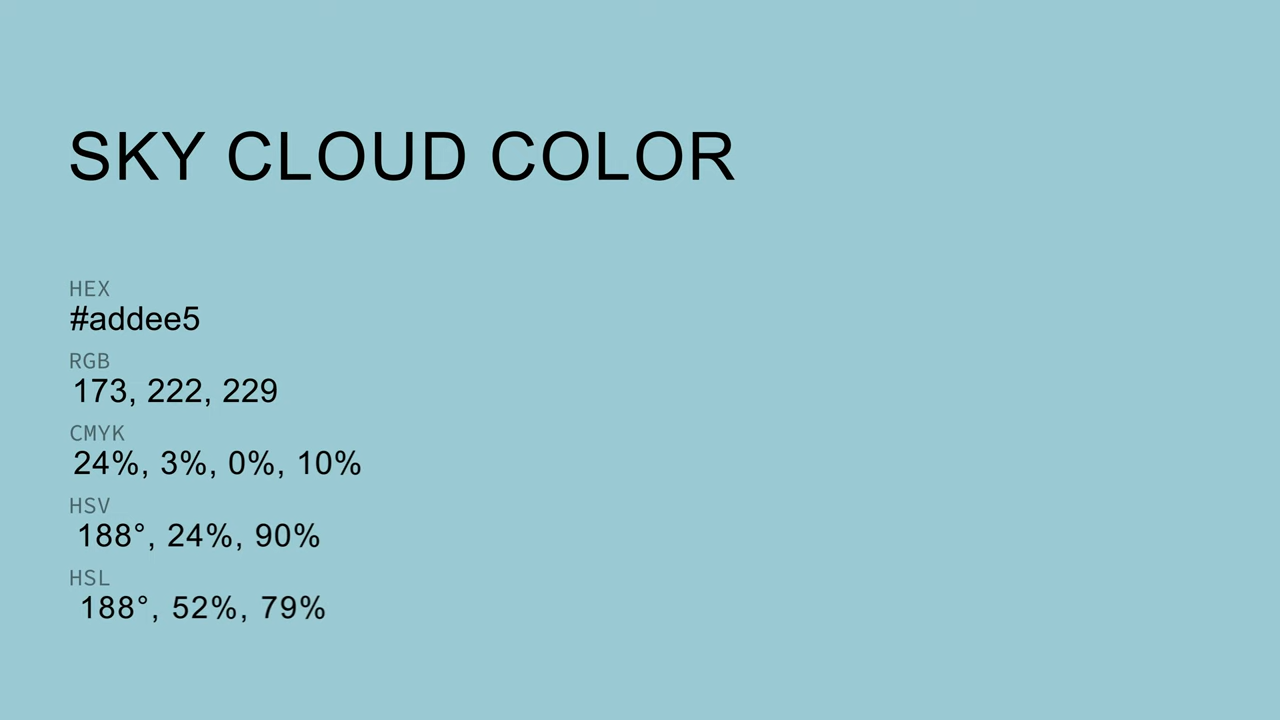 SKY CLOUD COLOR
HEX
#addee5
RGB
173, 222, 229
CMYK
24%, 3%, 0%, 10%
HSV
188°, 24%, 90%
HSL
188°, 52%, 79%